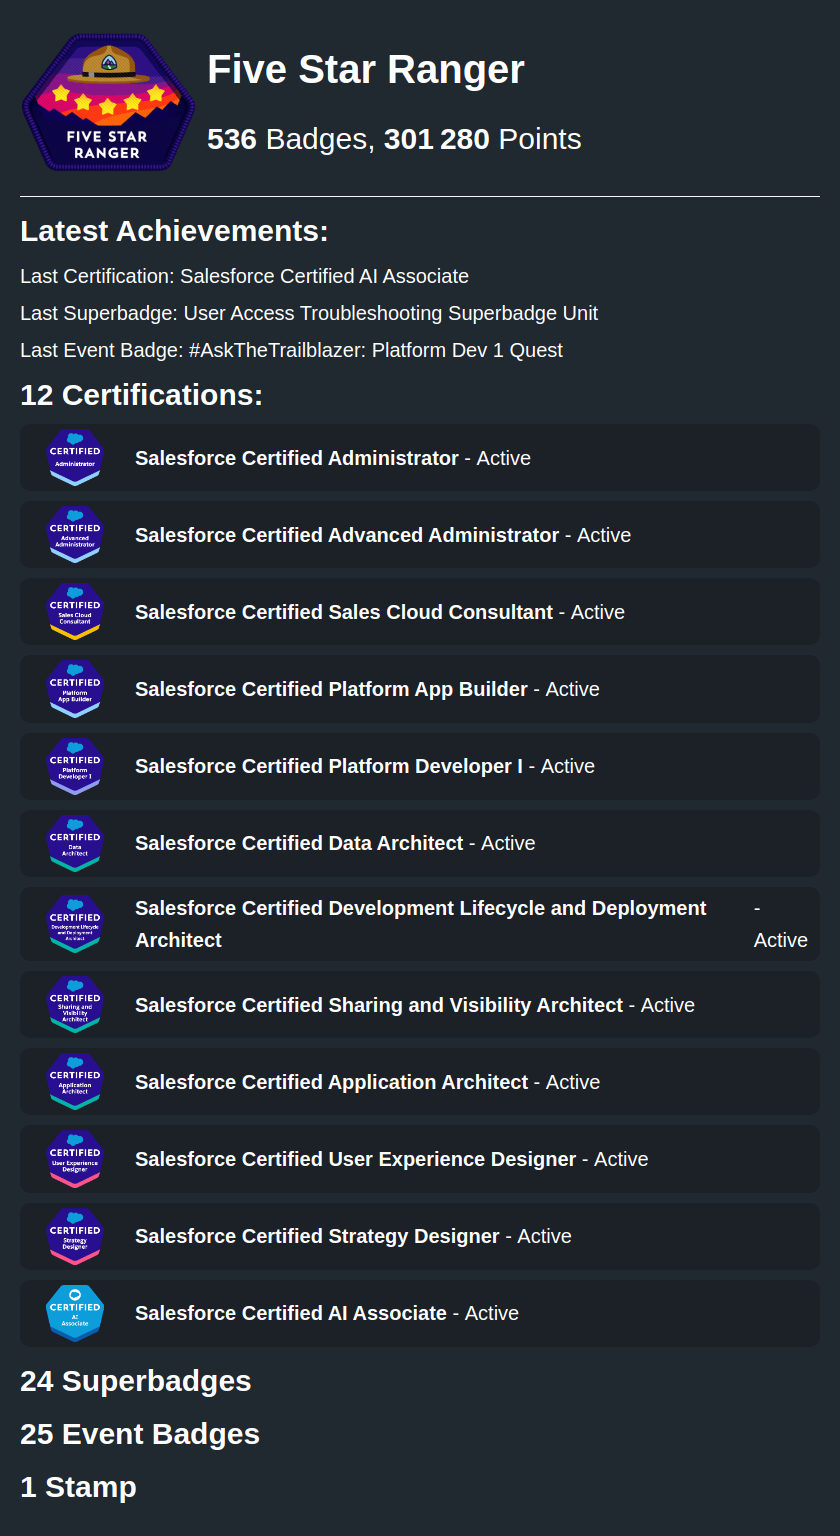 FIVE STAR
RANGER
Five Star Ranger
536 Badges, 301 280 Points
Latest Achievements:
Last Certification: Salesforce Certified AI Associate
Last Superbadge: User Access Troubleshooting Superbadge Unit
Last Event Badge: #AskTheTrailblazer: Platform Dev 1 Quest
12 Certifications:
CERTIFIED
Administrator
Salesforce Certified Administrator - Active
CERTIFIED
Advanced
Administrator
Salesforce Certified Advanced Administrator - Active
CERTIFIED
Sales Cloud
Consultant
Salesforce Certified Sales Cloud Consultant - Active
CERTIFIED
Platform
App Builder
Salesforce Certified Platform App Builder - Active
CERTIFIED
Platform
Developer I
Salesforce Certified Platform Developer I - Active
CERTIFIED
Data
Architect
Salesforce Certified Data Architect - Active
CERTIFIED
Development Lifecycle
and Deployment
Architect
Salesforce Certified Development Lifecycle and Deployment -
Architect Active
CERTIFIED
Sharing and
Visibility
Architect
Salesforce Certified Sharing and Visibility Architect - Active
CERTIFIED
Application
Architect
Salesforce Certified Application Architect - Active
CERTIFIED
User Experience
Designer
Salesforce Certified User Experience Designer - Active
CERTIFIED
Strategy
Designer
Salesforce Certified Strategy Designer - Active
CERTIFIED
AI
Associate
Salesforce Certified AI Associate - Active
24 Superbadges
25 Event Badges
1 Stamp